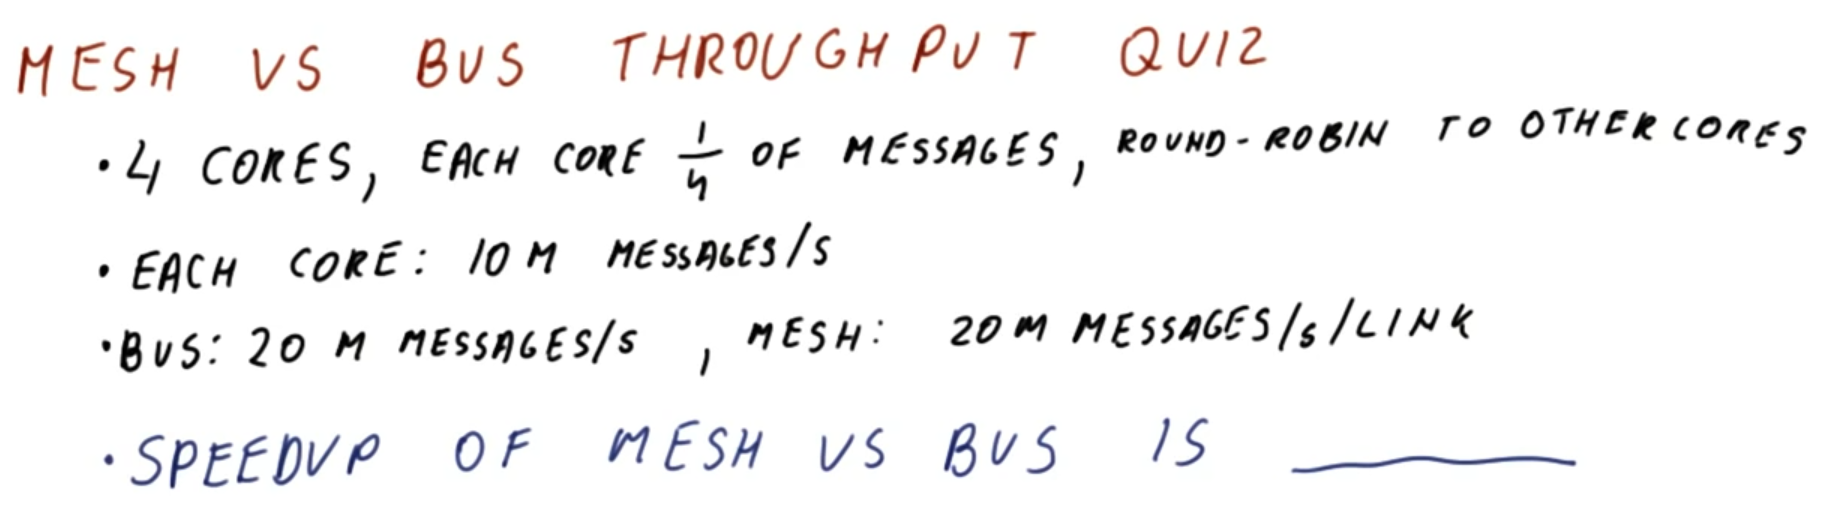 MESH VS BUS THROUGHPUT QUIZ
• 4 CORES, EACH CORE 1/4 OF MESSAGES, ROUND-ROBIN TO OTHER CORES
• EACH CORE: 10 M MESSAGES/S
• BUS: 20 M MESSAGES/S , MESH: 20 M MESSAGES/S/LINK
• SPEEDUP OF MESH VS BUS IS ______